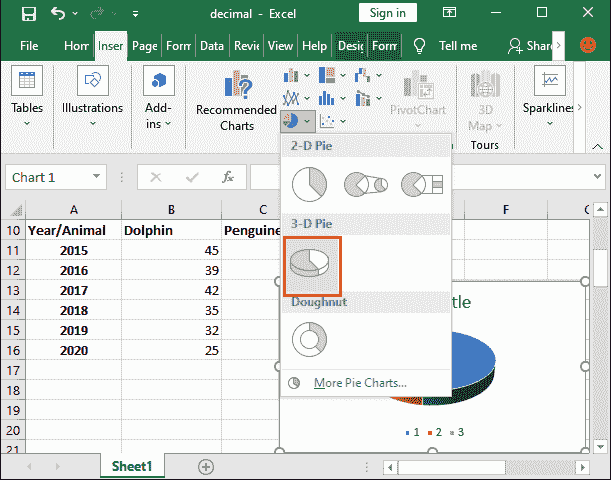 decimal - Excel
Sign in
File Hom Inser Page Form Data Revie View Help Desig Form Tell me Share
Tables
Illustrations
Add-
ins
Recommended
Charts
PivotChart
3D
Map
Sparklines
Tours
2-D Pie
3-D Pie
Doughnut
More Pie Charts...
Chart 1
fx
A B C F
10 Year/Animal Dolphin Penguine
11 2015 45
12 2016 39
13 2017 42
14 2018 35
15 2019 32
16 2020 25
17
18
19
20
21
tle
1 2 3
Sheet1